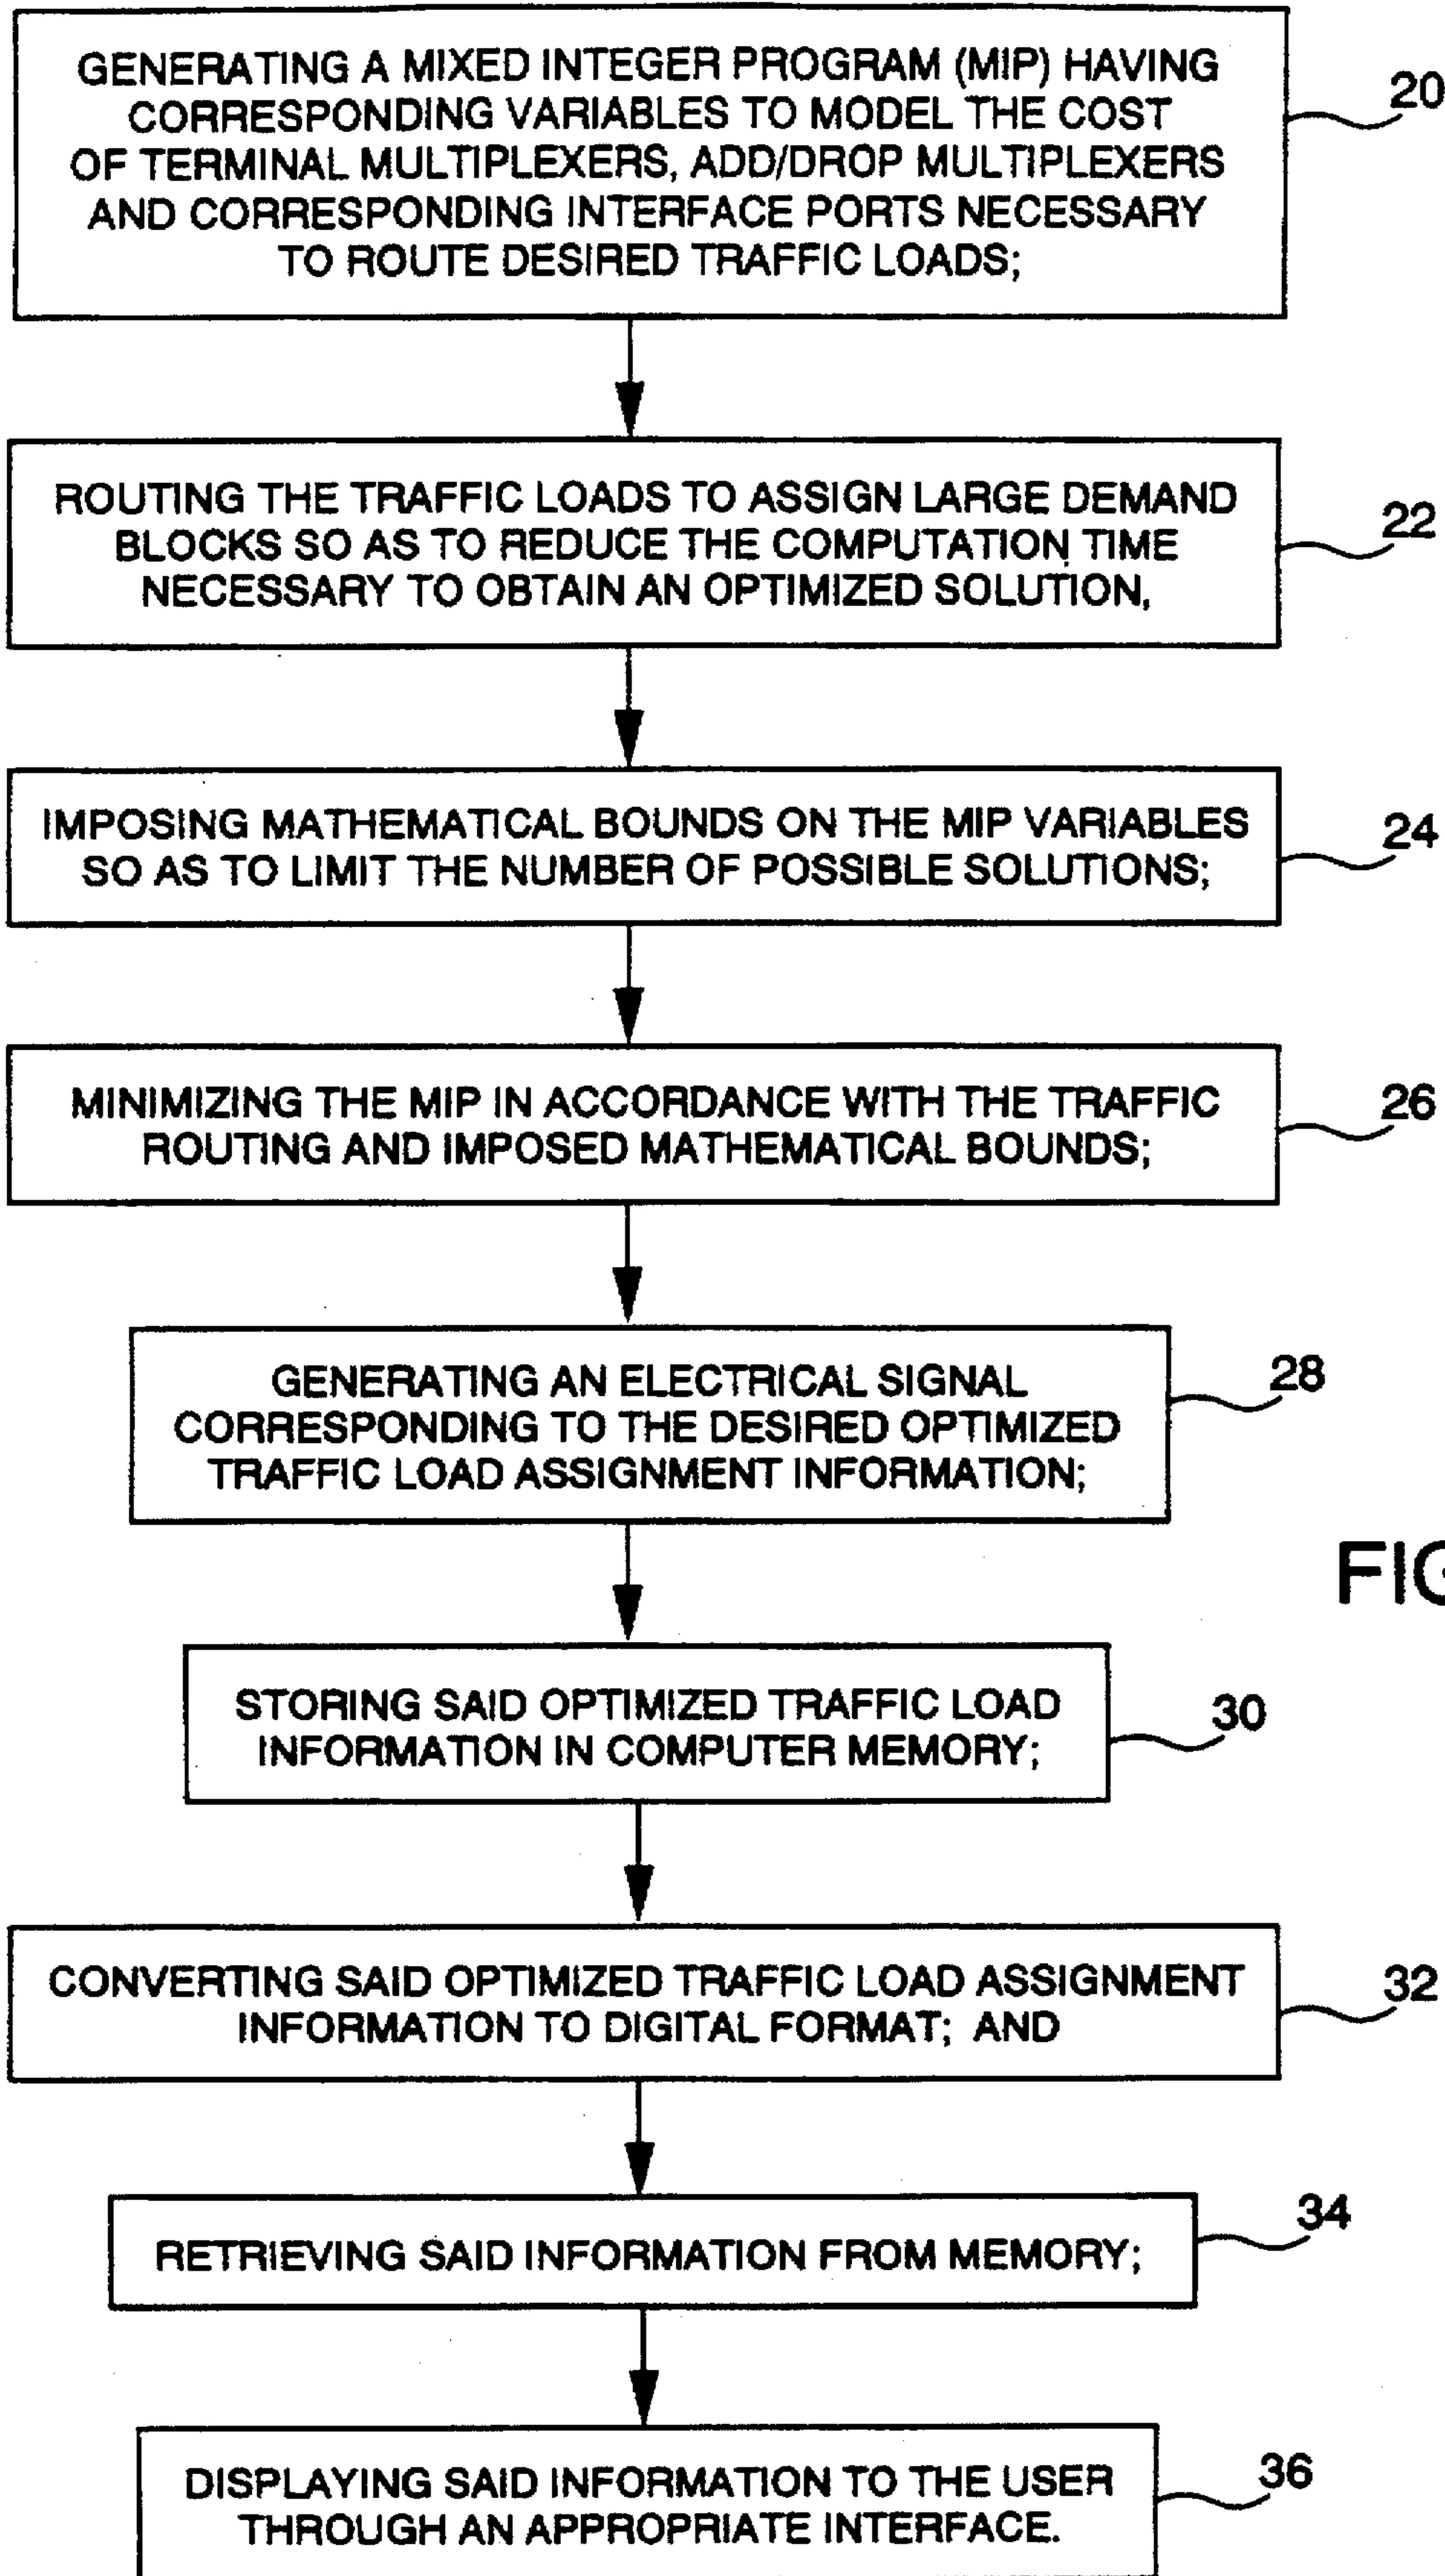 GENERATING A MIXED INTEGER PROGRAM (MIP) HAVING
CORRESPONDING VARIABLES TO MODEL THE COST
OF TERMINAL MULTIPLEXERS, ADD/DROP MULTIPLEXERS
AND CORRESPONDING INTERFACE PORTS NECESSARY
TO ROUTE DESIRED TRAFFIC LOADS;
20
ROUTING THE TRAFFIC LOADS TO ASSIGN LARGE DEMAND
BLOCKS SO AS TO REDUCE THE COMPUTATION TIME
NECESSARY TO OBTAIN AN OPTIMIZED SOLUTION,
22
IMPOSING MATHEMATICAL BOUNDS ON THE MIP VARIABLES
SO AS TO LIMIT THE NUMBER OF POSSIBLE SOLUTIONS;
24
MINIMIZING THE MIP IN ACCORDANCE WITH THE TRAFFIC
ROUTING AND IMPOSED MATHEMATICAL BOUNDS;
26
GENERATING AN ELECTRICAL SIGNAL
CORRESPONDING TO THE DESIRED OPTIMIZED
TRAFFIC LOAD ASSIGNMENT INFORMATION;
28
FIG
STORING SAID OPTIMIZED TRAFFIC LOAD
INFORMATION IN COMPUTER MEMORY;
30
CONVERTING SAID OPTIMIZED TRAFFIC LOAD ASSIGNMENT
INFORMATION TO DIGITAL FORMAT; AND
32
RETRIEVING SAID INFORMATION FROM MEMORY;
34
DISPLAYING SAID INFORMATION TO THE USER
THROUGH AN APPROPRIATE INTERFACE.
36